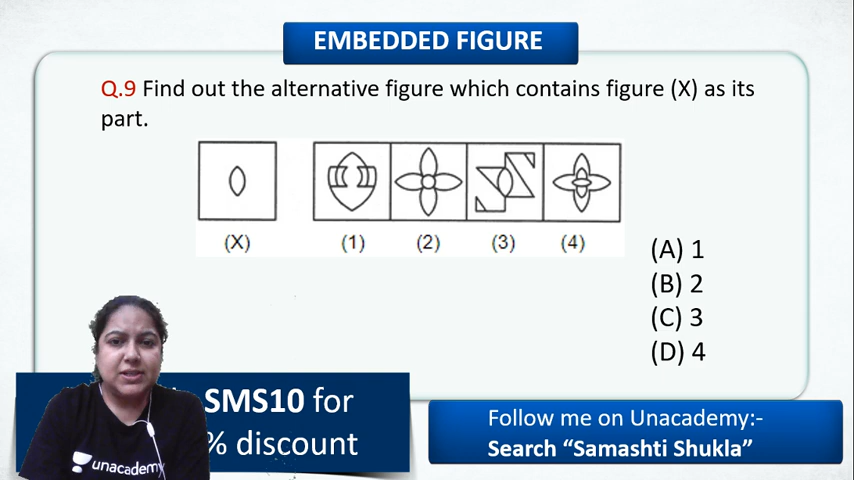 EMBEDDED FIGURE
Q.9 Find out the alternative figure which contains figure (X) as its
part.
(X) (1) (2) (3) (4)
(A) 1
(B) 2
(C) 3
(D) 4
SMS10 for
% discount
unacademy
Follow me on Unacademy:-
Search “Samashti Shukla”